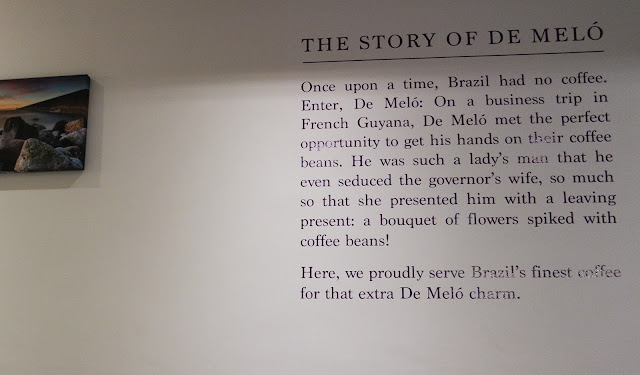 THE STORY OF DE MELÓ
Once upon a time, Brazil had no coffee.
Enter, De Meló: On a business trip in
French Guyana, De Meló met the perfect
opportunity to get his hands on their coffee
beans. He was such a lady's man that he
even seduced the governor's wife, so much
so that she presented him with a leaving
present: a bouquet of flowers spiked with
coffee beans!
Here, we proudly serve Brazil's finest coffee
for that extra De Meló charm.